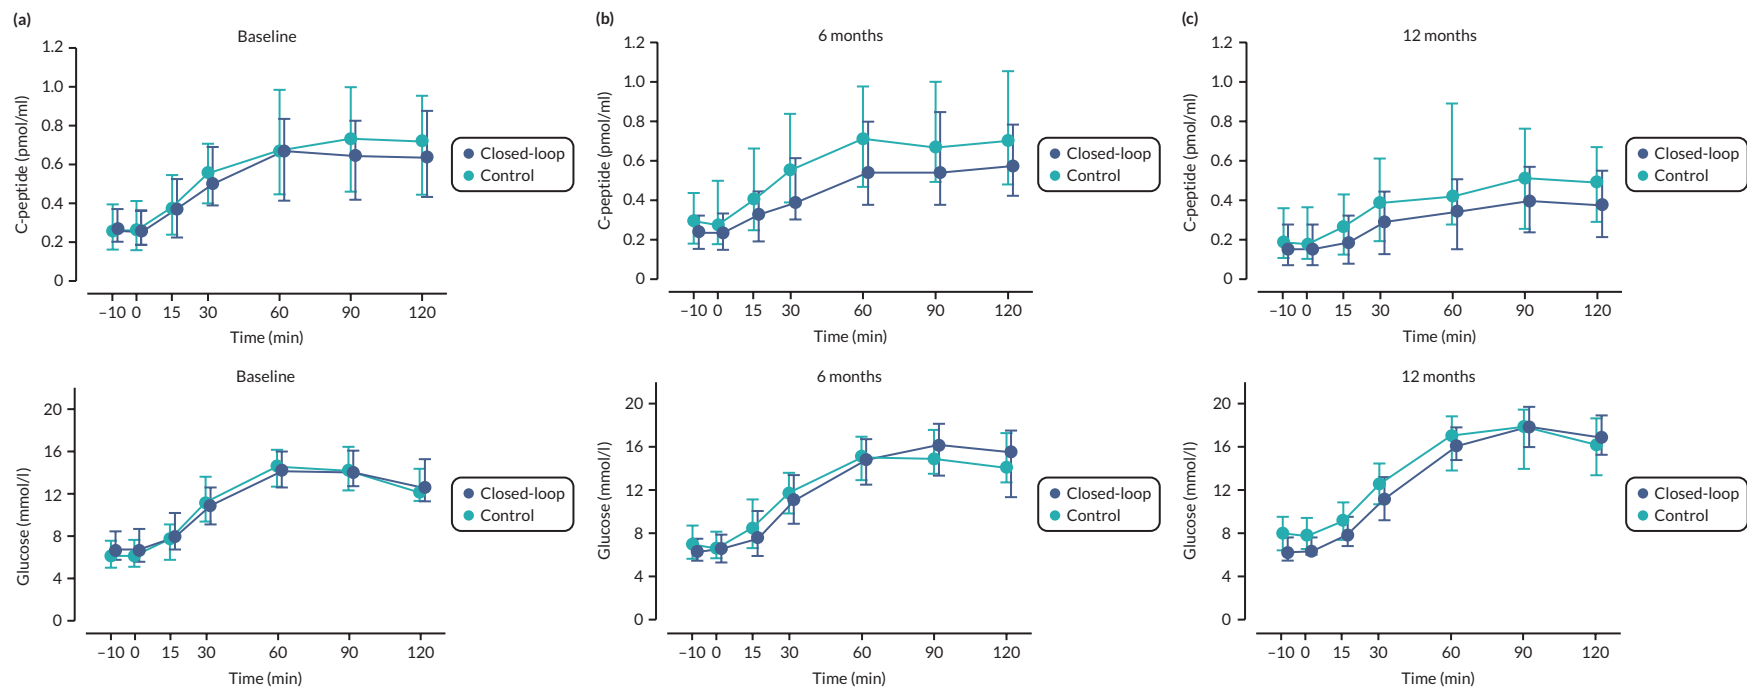 (a)
Baseline
C-peptide (pmol/ml)
1.2
1.0
0.8
0.6
0.4
0.2
0
–10 0 15 30 60 90 120
Time (min)
Closed-loop
Control
(b)
6 months
C-peptide (pmol/ml)
1.2
1.0
0.8
0.6
0.4
0.2
0
–10 0 15 30 60 90 120
Time (min)
Closed-loop
Control
(c)
12 months
C-peptide (pmol/ml)
1.2
1.0
0.8
0.6
0.4
0.2
0
–10 0 15 30 60 90 120
Time (min)
Closed-loop
Control
Baseline
Glucose (mmol/l)
20
16
12
8
4
0
–10 0 15 30 60 90 120
Time (min)
Closed-loop
Control
6 months
Glucose (mmol/l)
20
16
12
8
4
0
–10 0 15 30 60 90 120
Time (min)
Closed-loop
Control
12 months
Glucose (mmol/l)
20
16
12
8
4
0
–10 0 15 30 60 90 120
Time (min)
Closed-loop
Control